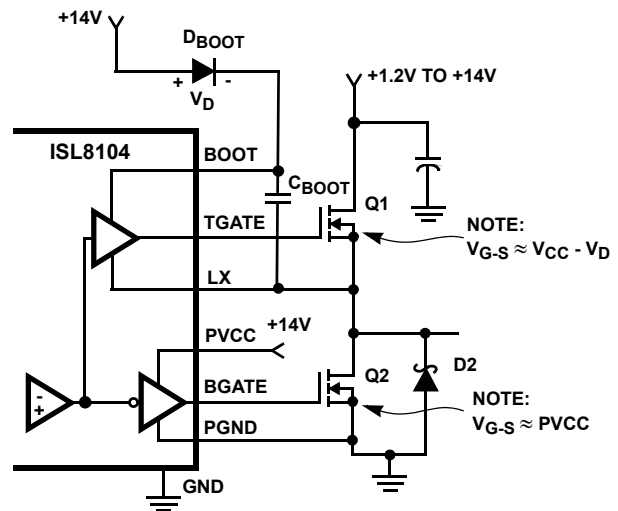 +14V
DBOOT
+ -
VD
+1.2V TO +14V
ISL8104
BOOT
CBOOT
TGATE
Q1
NOTE:
VG-S ≈ VCC - VD
LX
PVCC
+14V
BGATE
Q2
D2
NOTE:
VG-S ≈ PVCC
-
+
PGND
GND